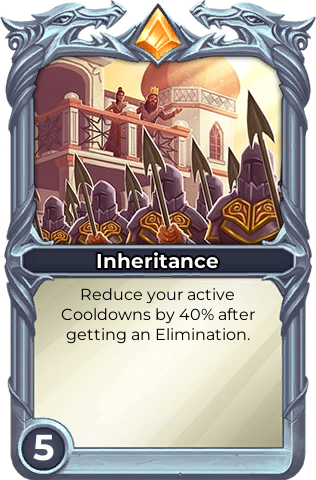 Inheritance
Reduce your active
Cooldowns by 40% after
getting an Elimination.
5